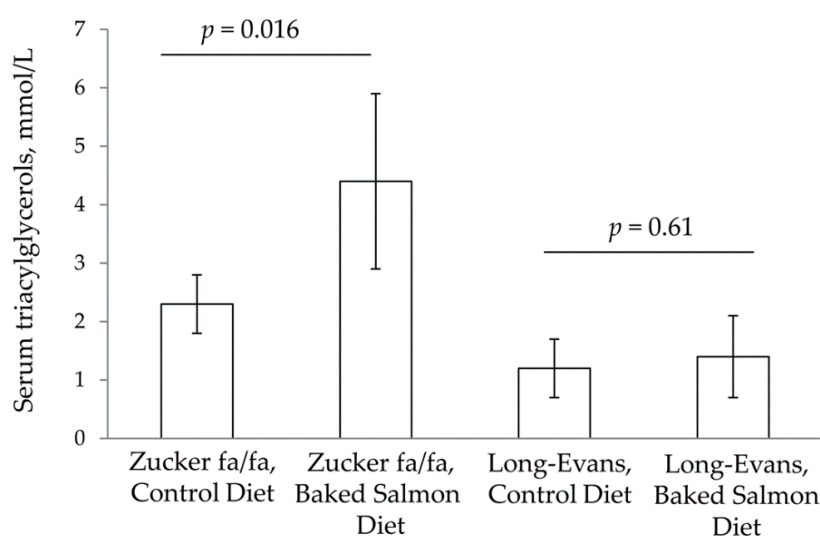 Serum triacylglycerols, mmol/L
7
6
5
4
3
2
1
0
p = 0.016
p = 0.61
Zucker fa/fa,
Control Diet
Zucker fa/fa,
Baked Salmon
Diet
Long-Evans,
Control Diet
Long-Evans,
Baked Salmon
Diet